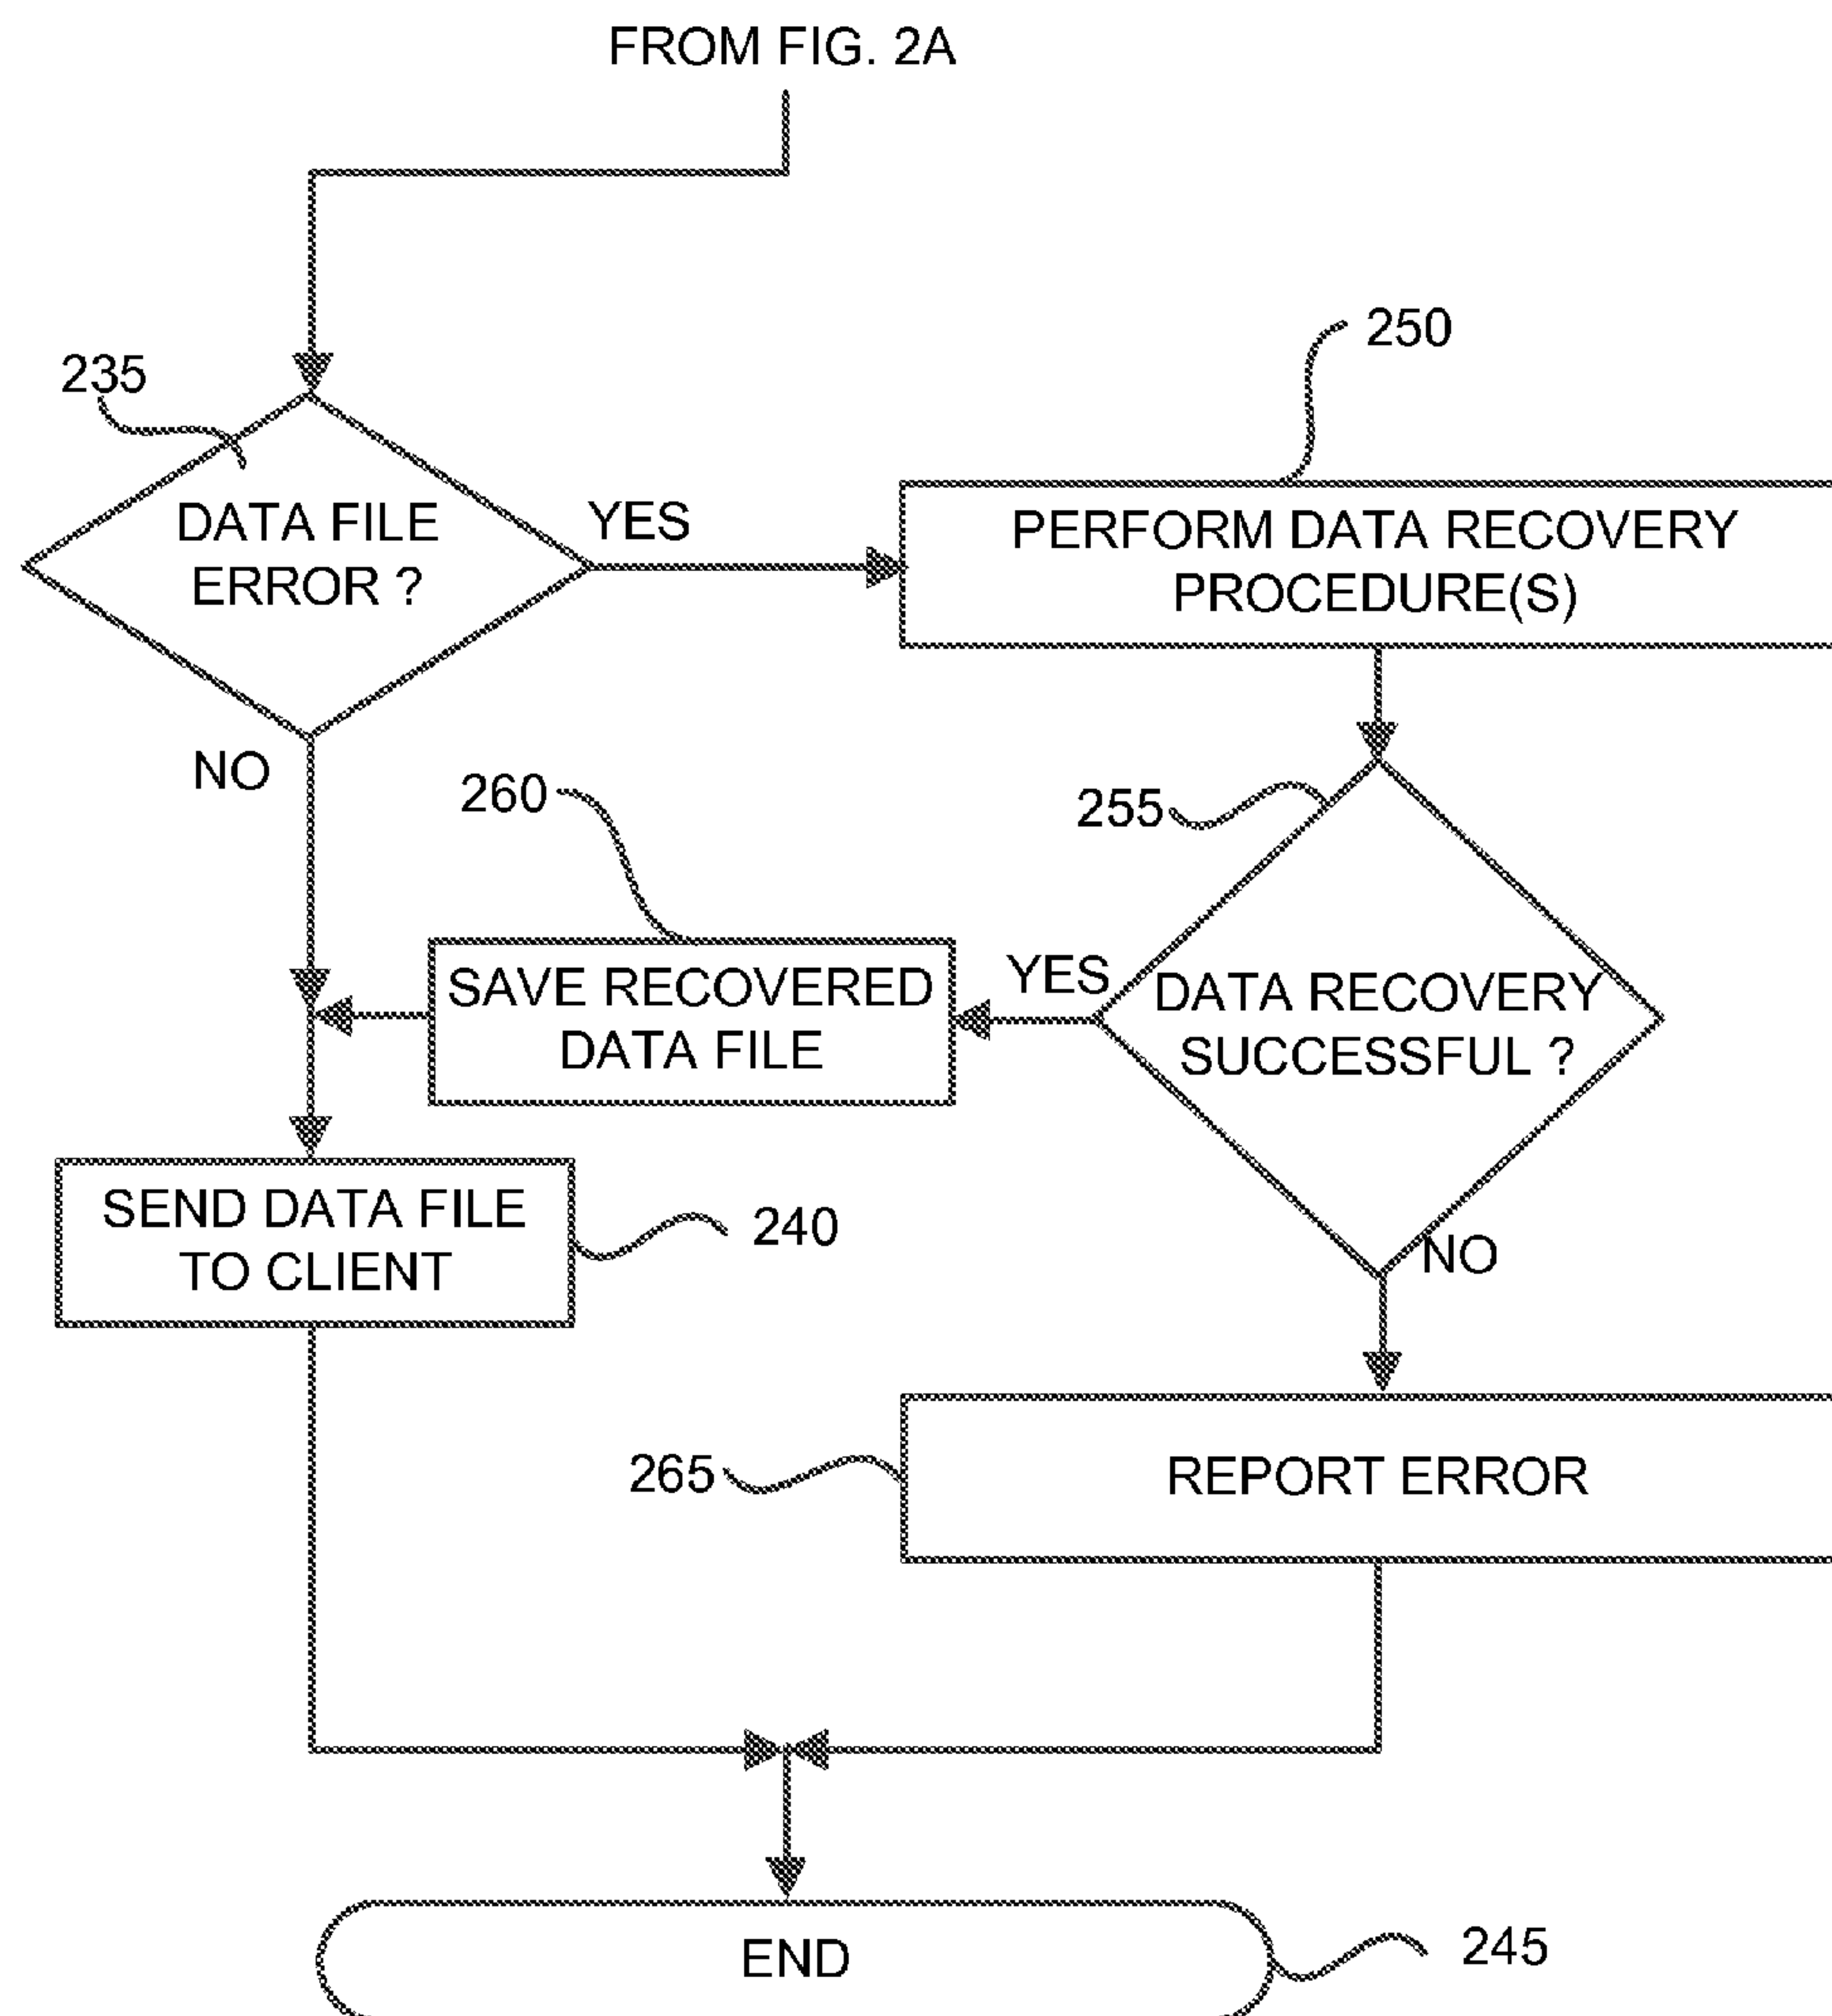 FROM FIG. 2A
250
235
DATA FILE
ERROR ?
YES
PERFORM DATA RECOVERY
PROCEDURE(S)
NO
260
255
SAVE RECOVERED
DATA FILE
YES
DATA RECOVERY
SUCCESSFUL ?
SEND DATA FILE
TO CLIENT
240
NO
265
REPORT ERROR
END
245